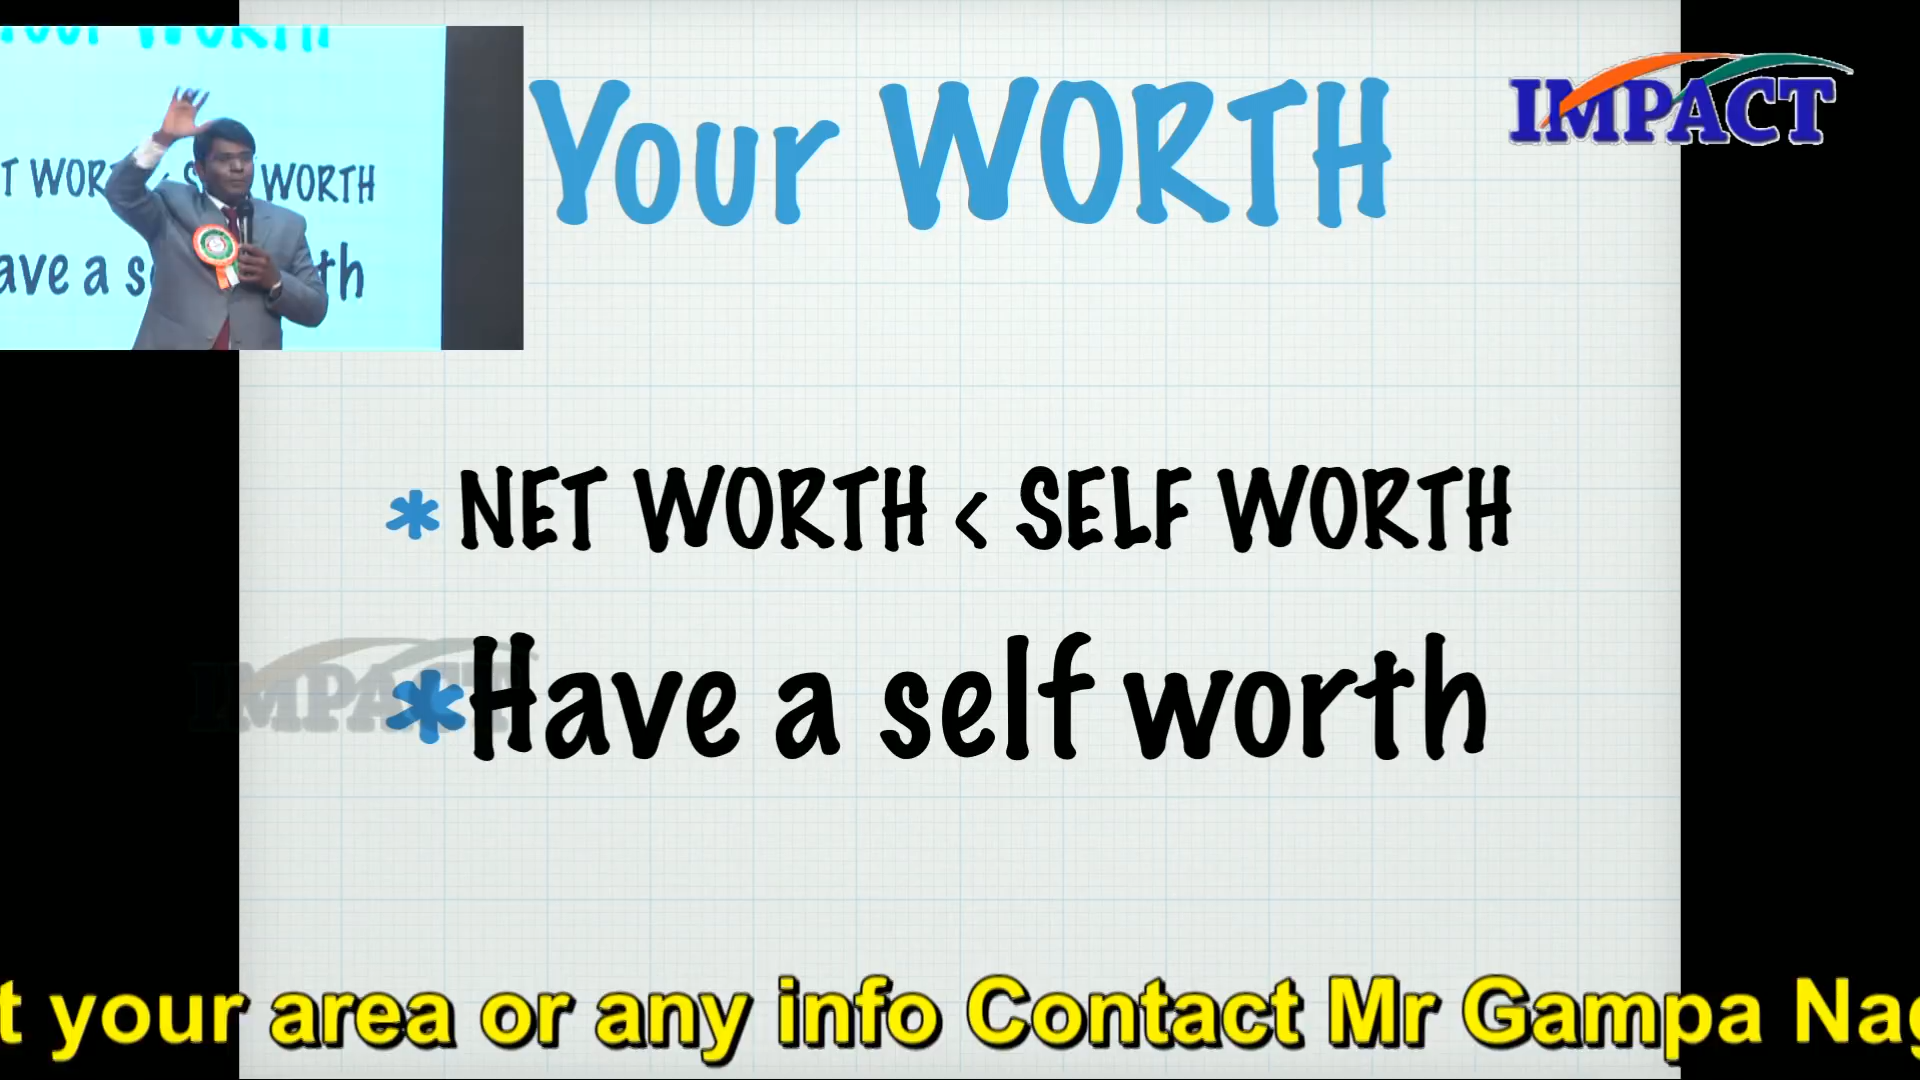 Your WORTH
IMPACT
WORTH
* NET WORTH < SELF WORTH
* Have a self worth
IMPACT
your area or any info Contact Mr Gampa